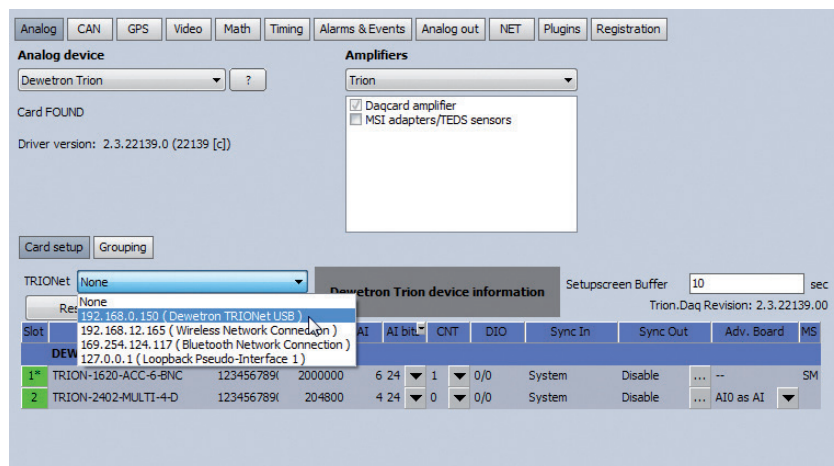 Analog CAN GPS Video Math Timing Alarms & Events Analog out NET Plugins Registration
Analog device Amplifiers
Dewetron Trion ? Trion
Card FOUND
Daqcard amplifier
MSI adapters/TEDS sensors
Driver version: 2.3.22139.0 (22139 [c])
Card setup Grouping
TRIONet None
Dewetron Trion device information
Setupscreen Buffer 10 sec
Trion.Daq Revision: 2.3.22139.00
None
192.168.0.150 ( Dewetron TRIONet USB )
192.168.12.165 ( Wireless Network Connection )
169.254.124.117 ( Bluetooth Network Connection )
127.0.0.1 ( Loopback Pseudo-Interface 1 )
Slot AI AI bit CNT DIO Sync In Sync Out Adv. Board MS
1* TRION-1620-ACC-6-BNC 123456789( 2000000 6 24 1 0/0 System Disable ... -- SM
2 TRION-2402-MULTI-4-D 123456789( 204800 4 24 0 0/0 System Disable ... AI0 as AI